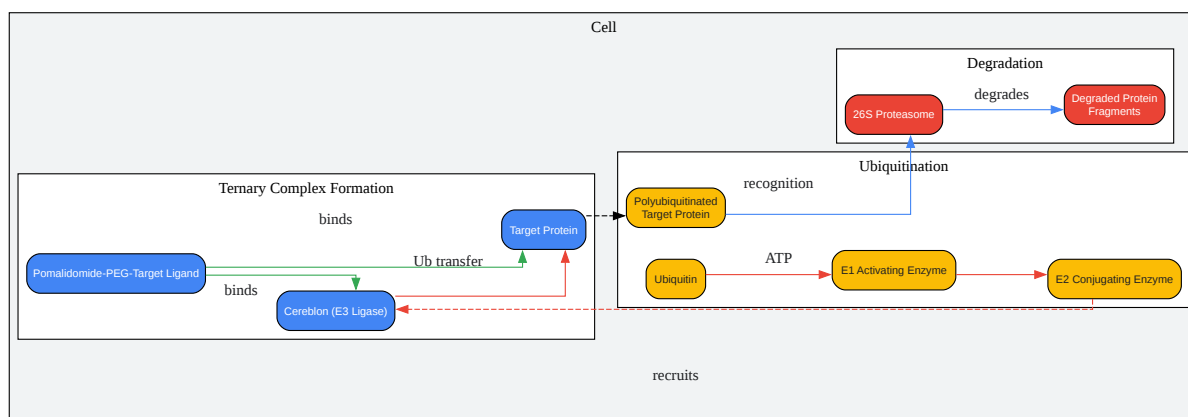 Cell
Degradation
degrades
26S Proteasome
Degraded Protein
Fragments
Ubiquitination
recognition
Polyubiquitinated
Target Protein
Ternary Complex Formation
binds
Target Protein
Ub transfer
Pomalidomide-PEG-Target Ligand
binds
Cereblon (E3 Ligase)
ATP
Ubiquitin
E1 Activating Enzyme
E2 Conjugating Enzyme
recruits